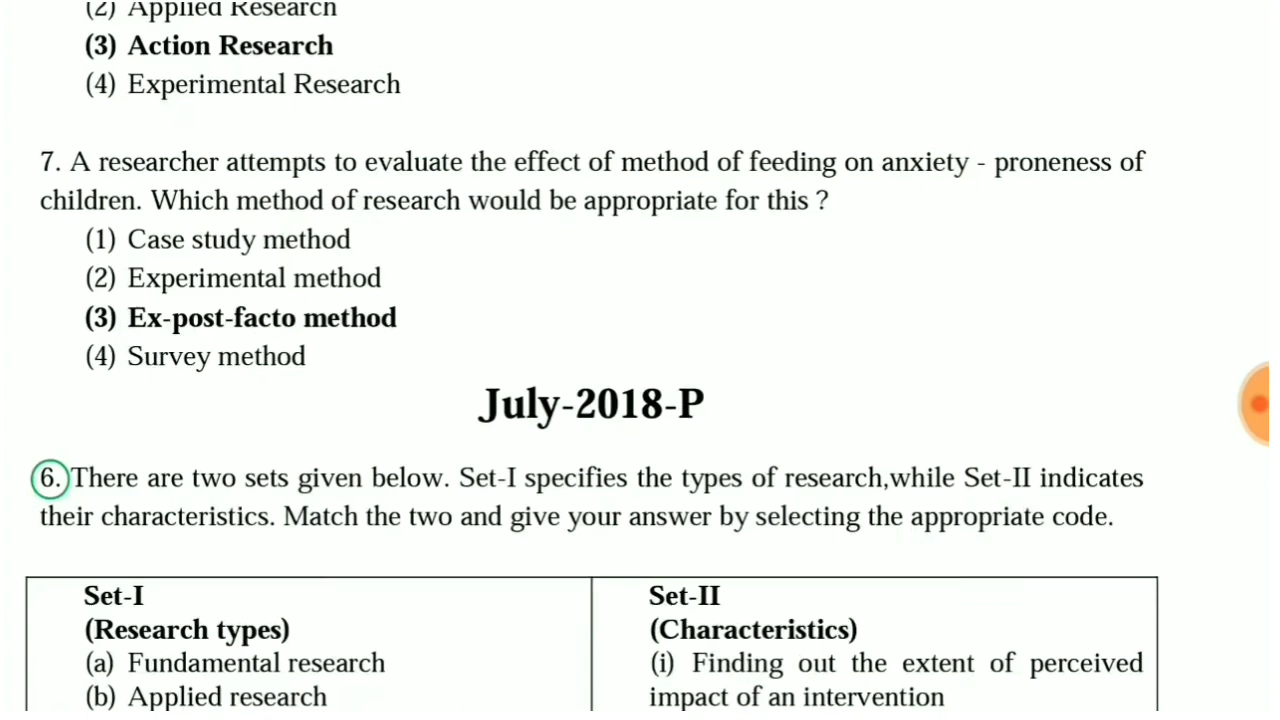 (2) Applied Research
(3) Action Research
(4) Experimental Research
7. A researcher attempts to evaluate the effect of method of feeding on anxiety - proneness of
children. Which method of research would be appropriate for this ?
(1) Case study method
(2) Experimental method
(3) Ex-post-facto method
(4) Survey method
July-2018-P
6. There are two sets given below. Set-I specifies the types of research,while Set-II indicates
their characteristics. Match the two and give your answer by selecting the appropriate code.
Set-I
(Research types)
(a) Fundamental research
(b) Applied research
Set-II
(Characteristics)
(i) Finding out the extent of perceived
impact of an intervention